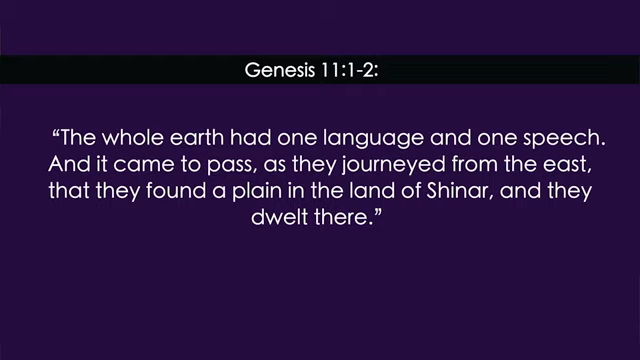 Genesis 11:1-2:
“The whole earth had one language and one speech.
And it came to pass, as they journeyed from the east,
that they found a plain in the land of Shinar, and they
dwelt there.”